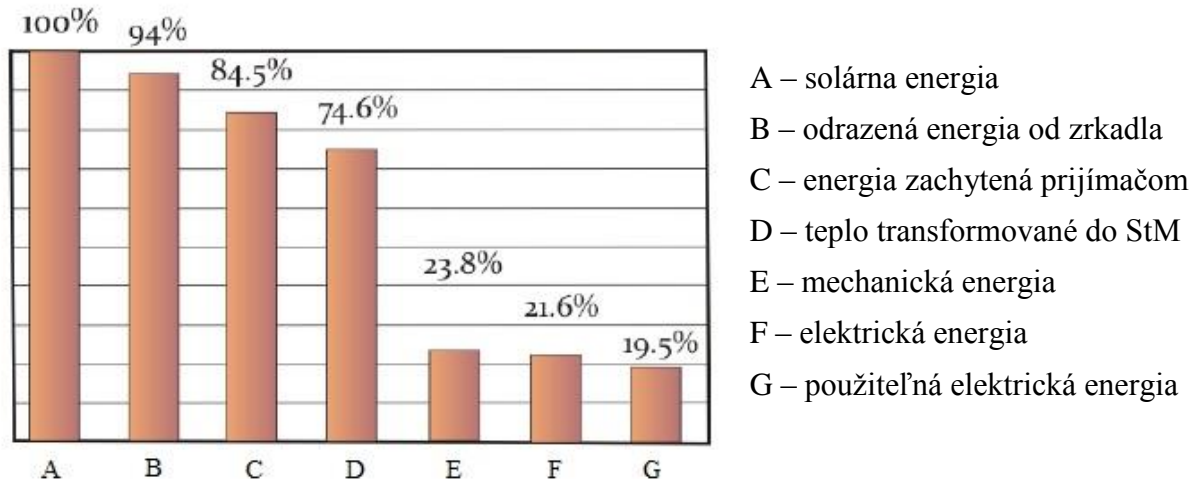 100%
94%
84.5%
74.6%
23.8%
21.6%
19.5%
A B C D E F G
A – solárna energia
B – odrazená energia od zrkadla
C – energia zachytená prijímačom
D – teplo transformované do StM
E – mechanická energia
F – elektrická energia
G – použiteľná elektrická energia